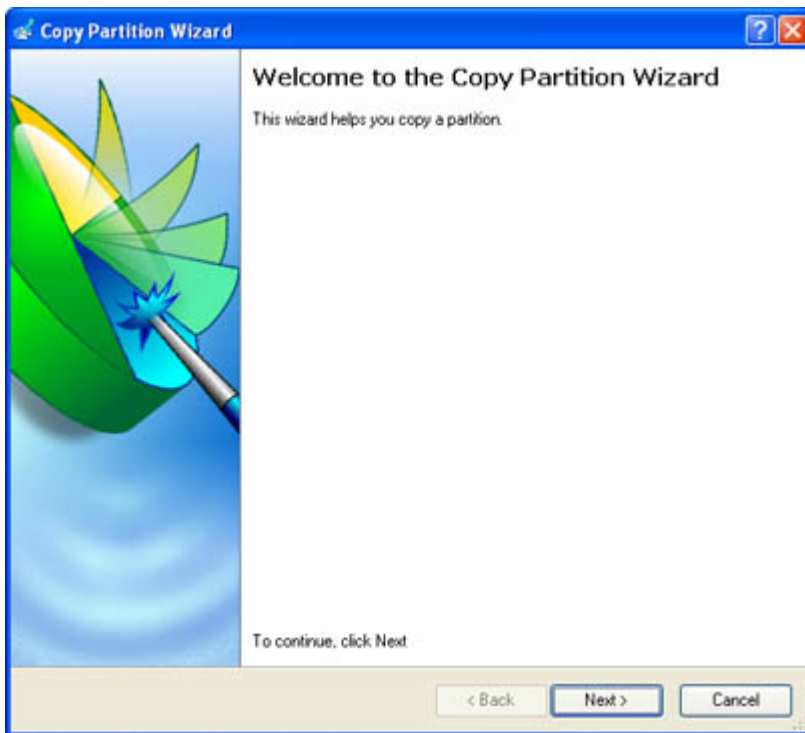 Copy Partition Wizard
Welcome to the Copy Partition Wizard
This wizard helps you copy a partition.
To continue, click Next
< Back Next > Cancel